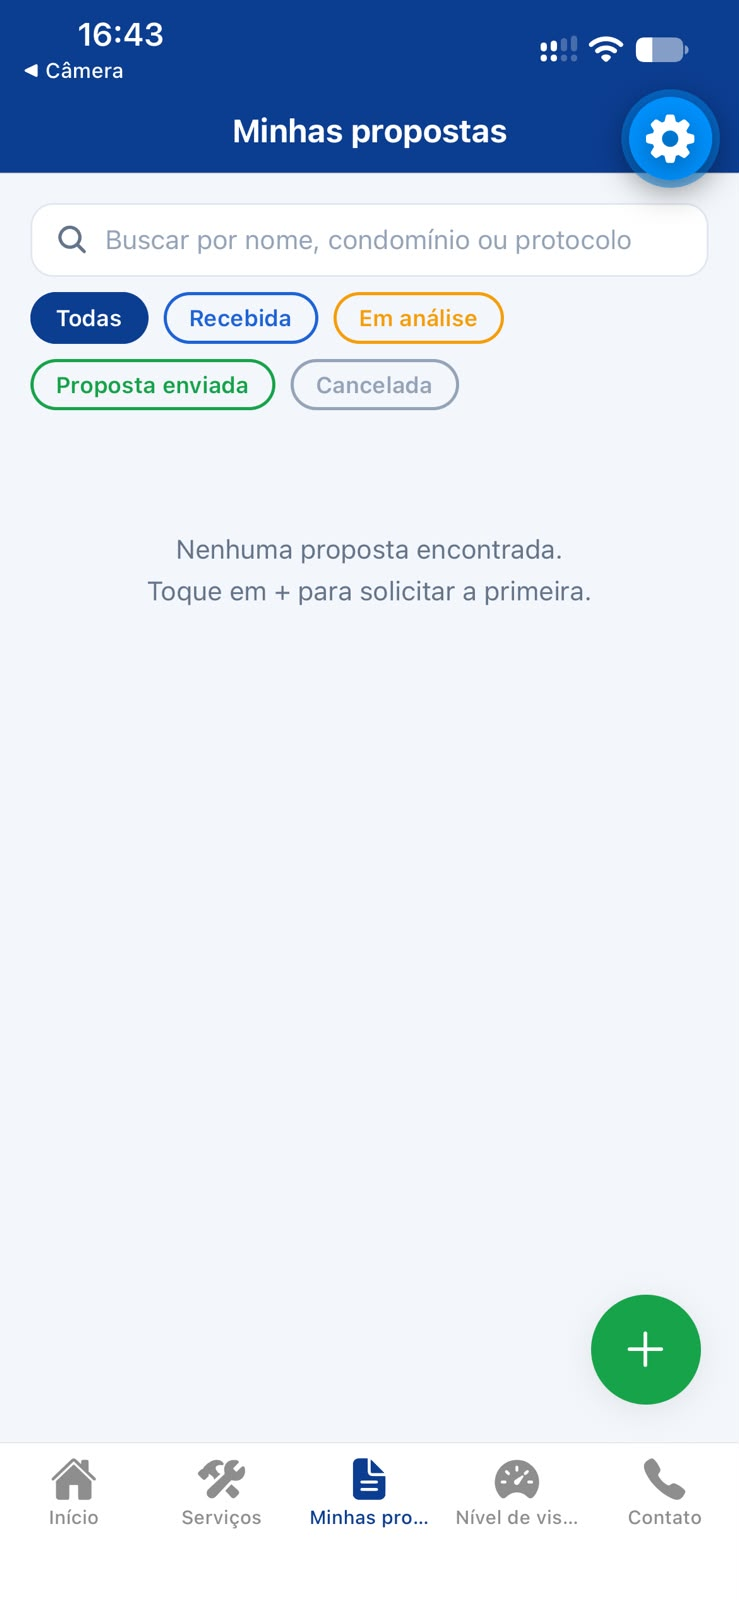 16:43
◀ Câmera
Minhas propostas
Buscar por nome, condomínio ou protocolo
Todas
Recebida
Em análise
Proposta enviada
Cancelada
Nenhuma proposta encontrada.
Toque em + para solicitar a primeira.
Início
Serviços
Minhas pro...
Nível de vis...
Contato